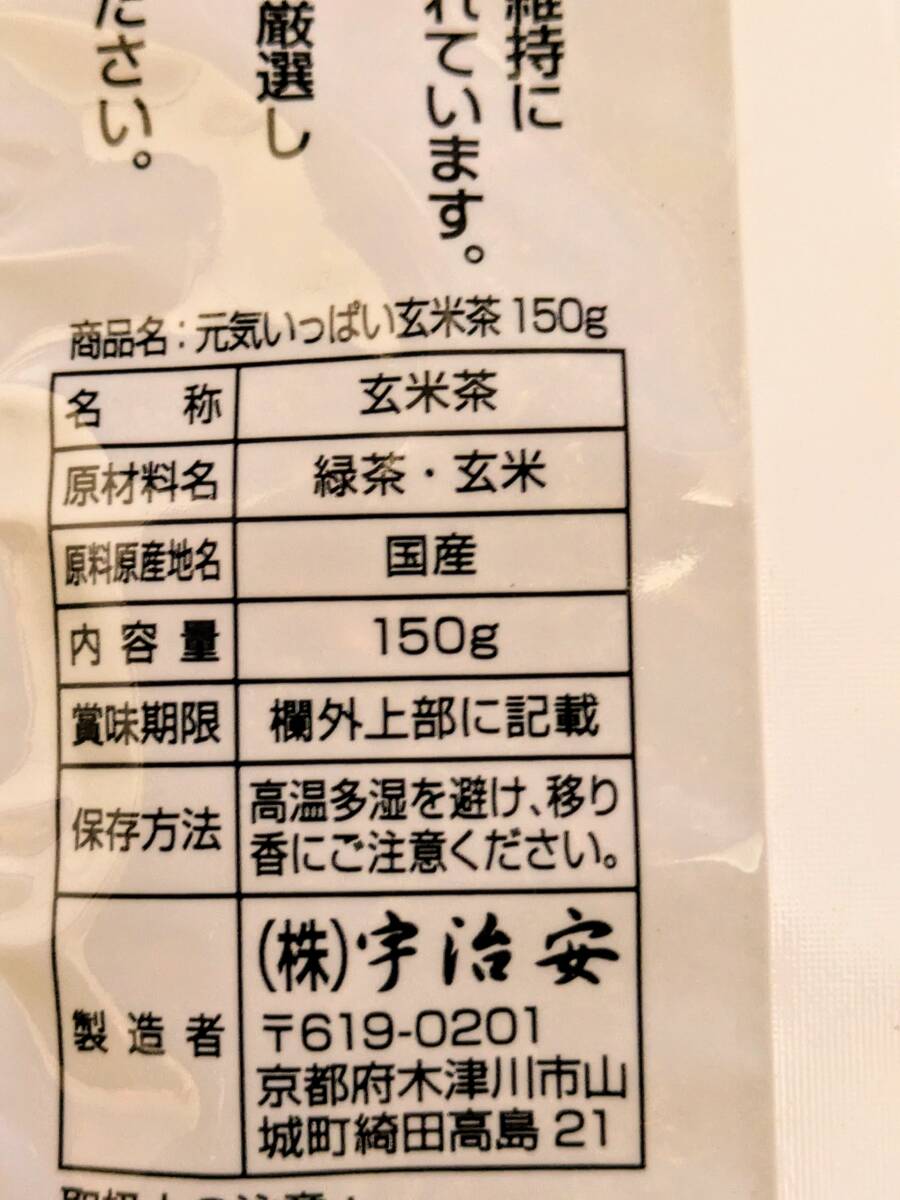 維持に
れています。
厳選し
ださい。
商品名：元気いっぱい玄米茶 150g
名称 玄米茶
原材料名 緑茶・玄米
原料原産地名 国産
内容量 150g
賞味期限 欄外上部に記載
保存方法 高温多湿を避け、移り
香にご注意ください。
製造者 (株)宇治安
〒619-0201
京都府木津川市山
城町綺田高島 21